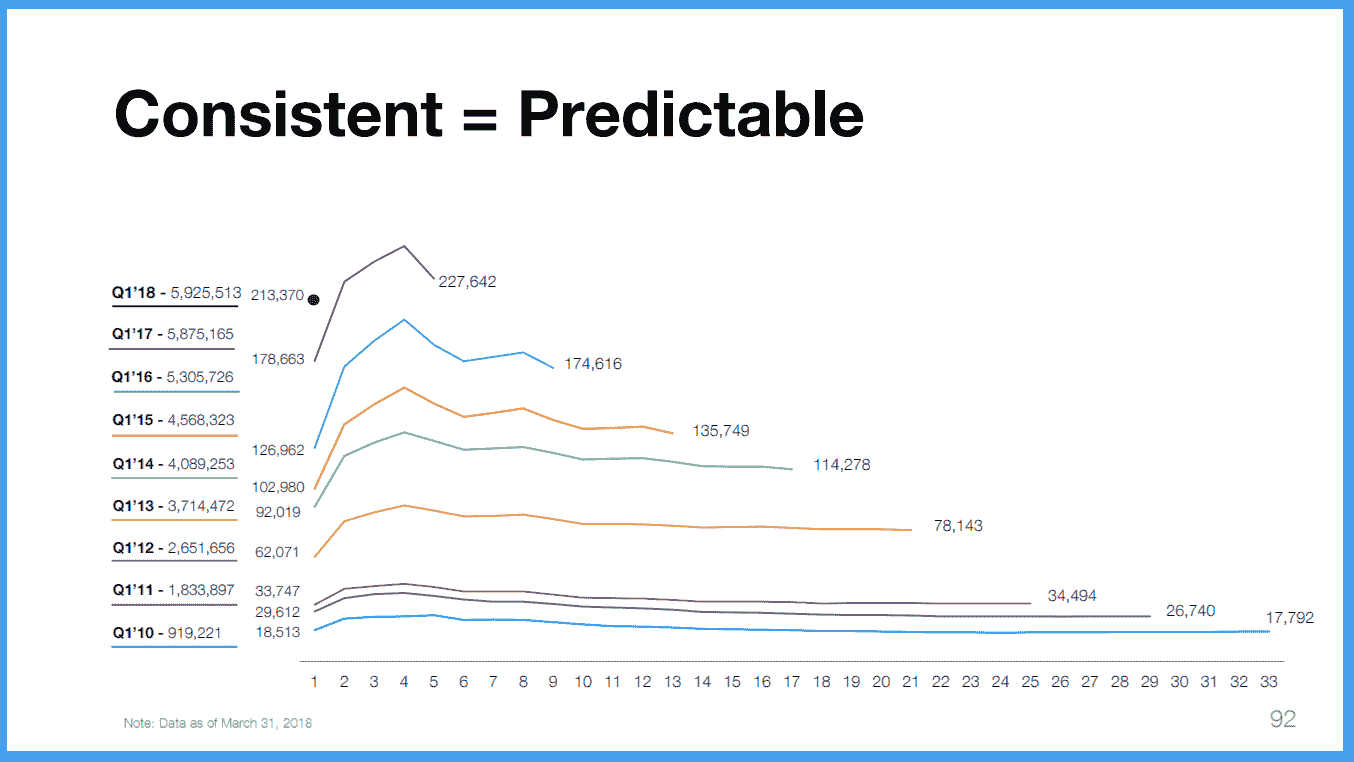 Consistent = Predictable
Q1’18 - 5,925,513
213,370
227,642
Q1’17 - 5,875,165
178,663
174,616
Q1’16 - 5,305,726
Q1’15 - 4,568,323
126,962
135,749
Q1’14 - 4,089,253
102,980
114,278
Q1’13 - 3,714,472
92,019
78,143
Q1’12 - 2,651,656
62,071
Q1’11 - 1,833,897
33,747
34,494
29,612
26,740
Q1’10 - 919,221
18,513
17,792
1 2 3 4 5 6 7 8 9 10 11 12 13 14 15 16 17 18 19 20 21 22 23 24 25 26 27 28 29 30 31 32 33
Note: Data as of March 31, 2018
92